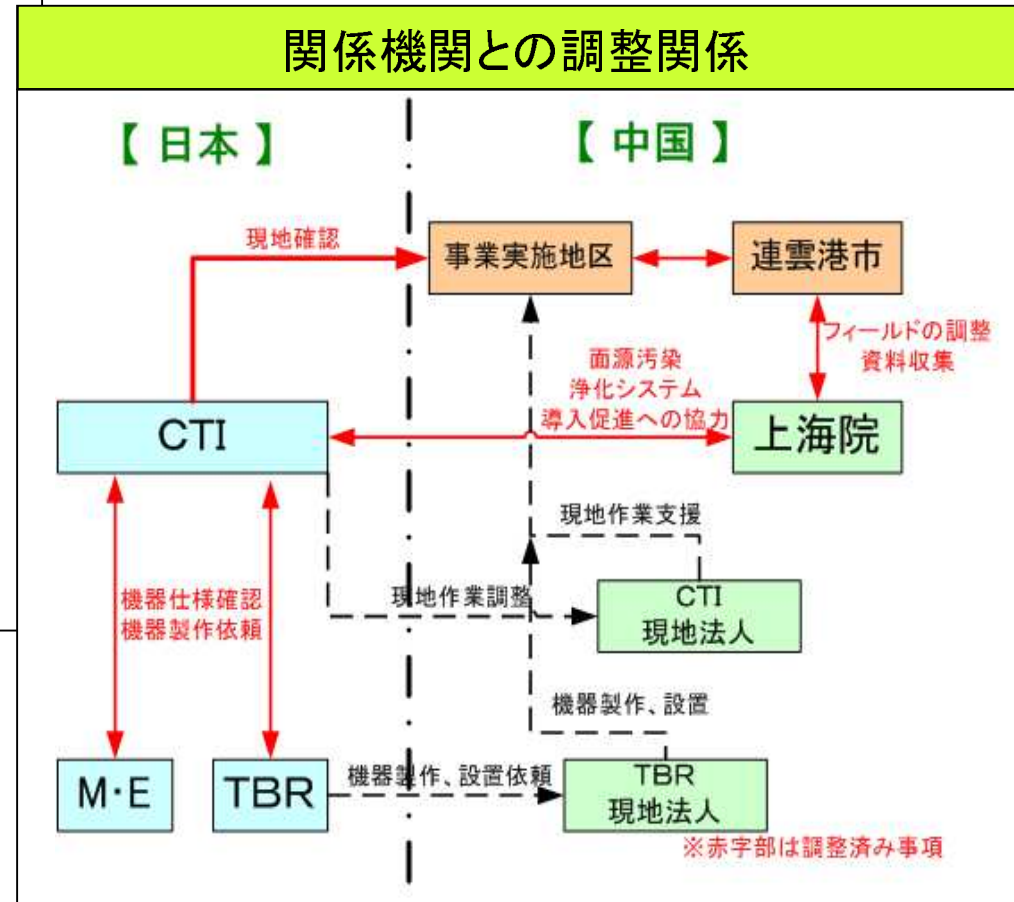 関係機関との調整関係
【 日本 】
【 中国 】
現地確認
事業実施地区
連雲港市
フィールドの調整
資料収集
面源汚染
浄化システム
導入促進への協力
CTI
上海院
現地作業支援
機器仕様確認
機器製作依頼
現地作業調整
CTI
現地法人
機器製作、設置
M・E
TBR
機器製作、設置依頼
TBR
現地法人
※赤字部は調整済み事項